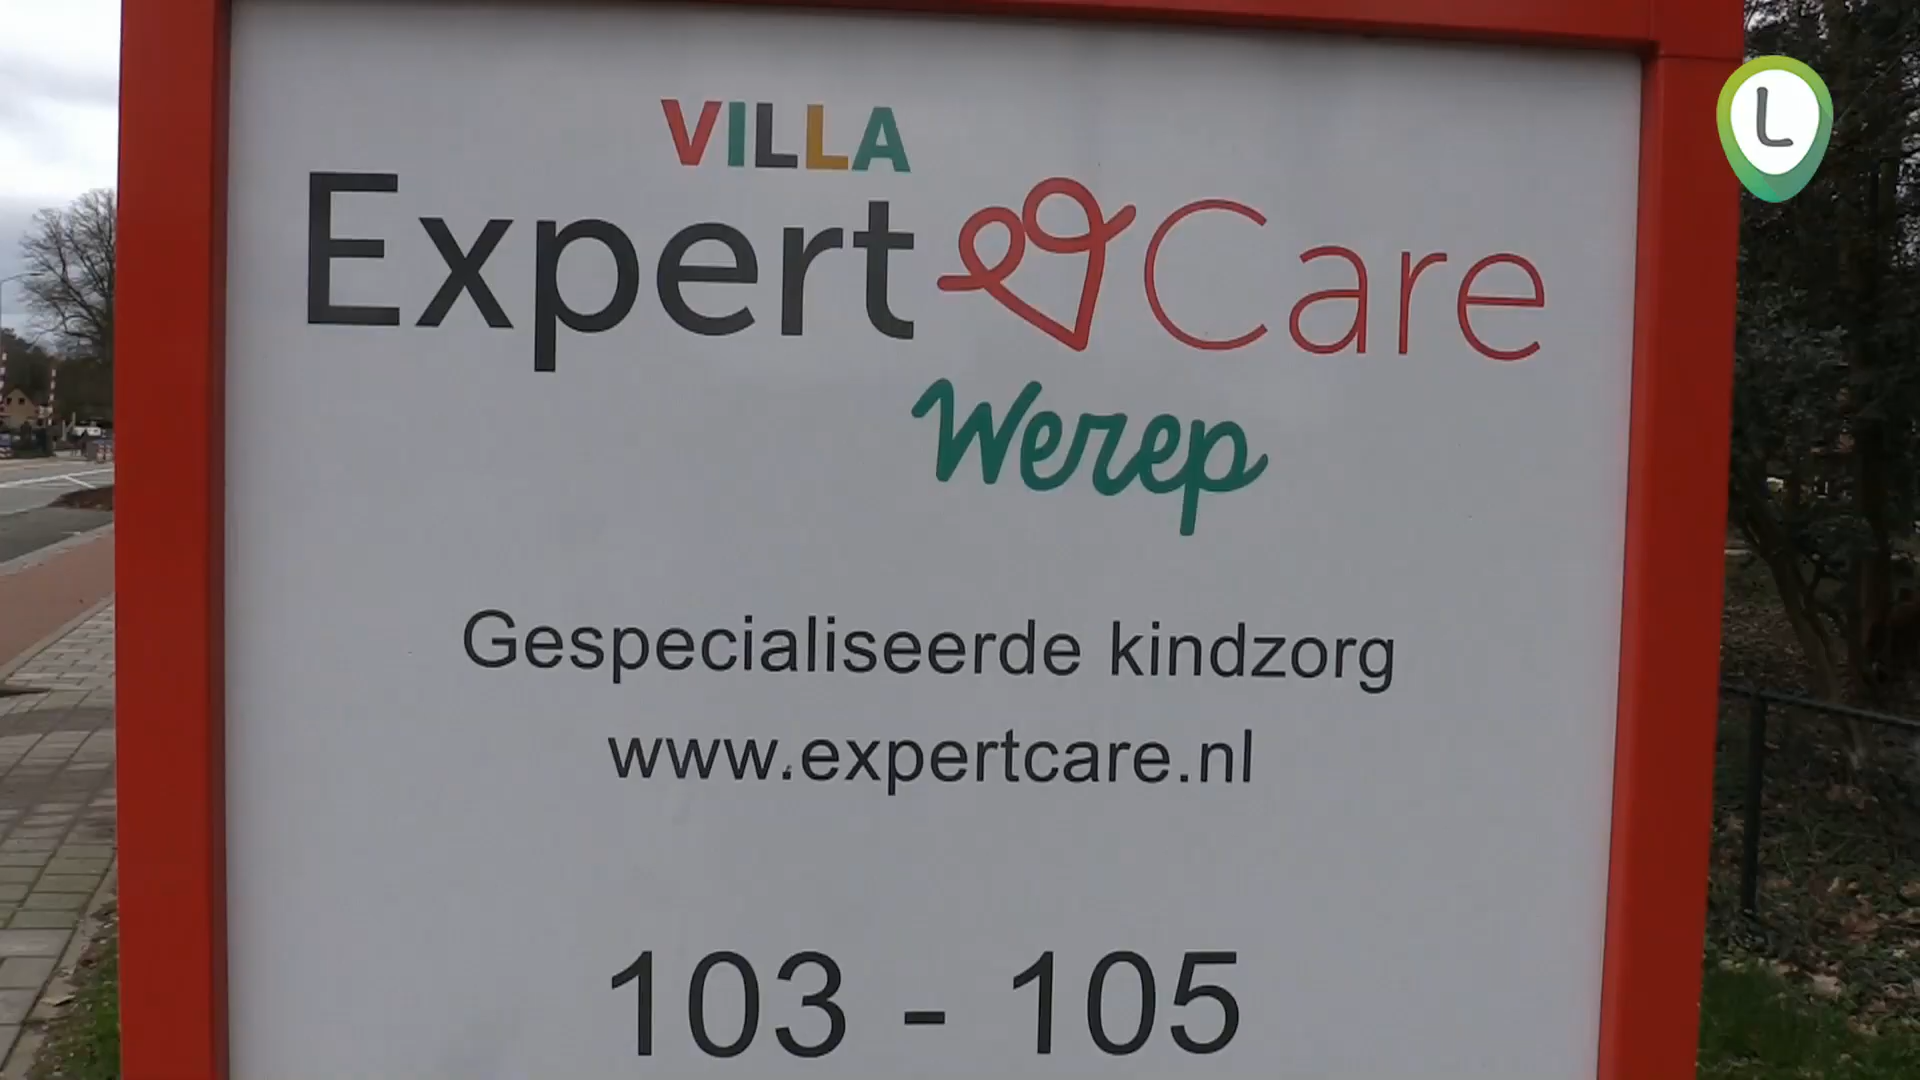 VILLA
Expert Care
Werep
Gespecialiseerde kindzorg
www.expertcare.nl
103 - 105
L